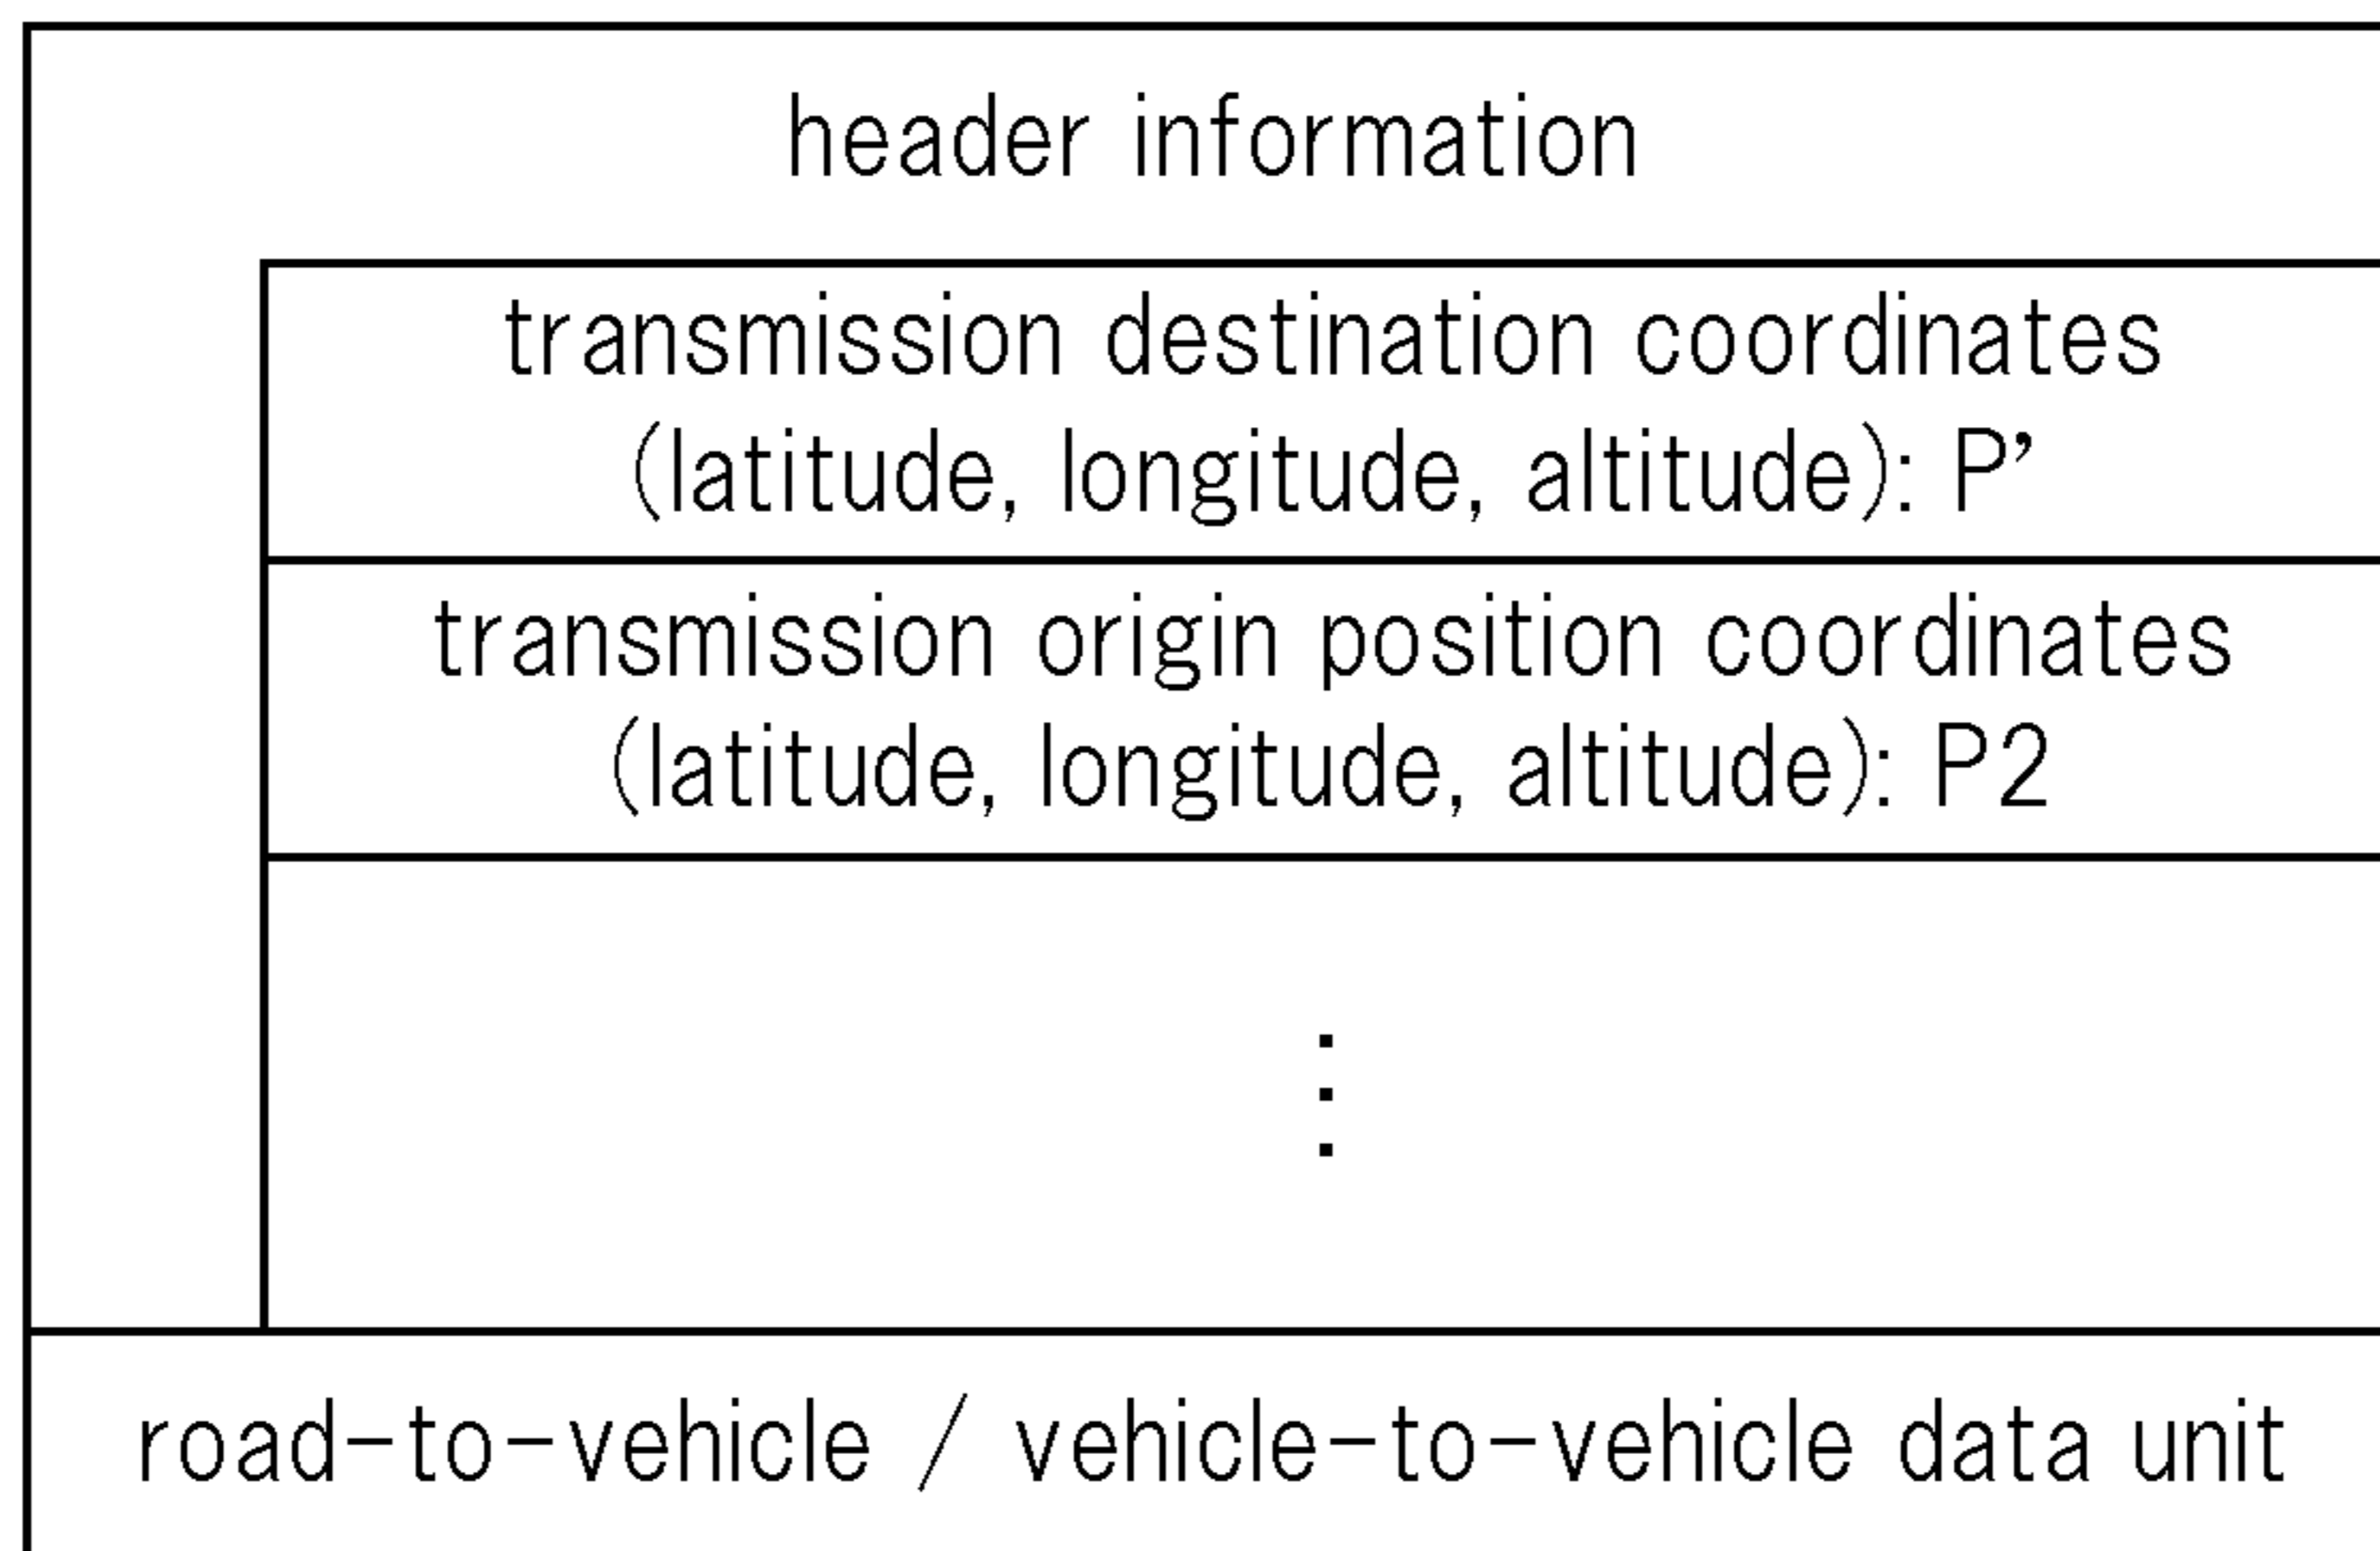 header information
transmission destination coordinates
(latitude, longitude, altitude): P’
transmission origin position coordinates
(latitude, longitude, altitude): P2
road-to-vehicle / vehicle-to-vehicle data unit